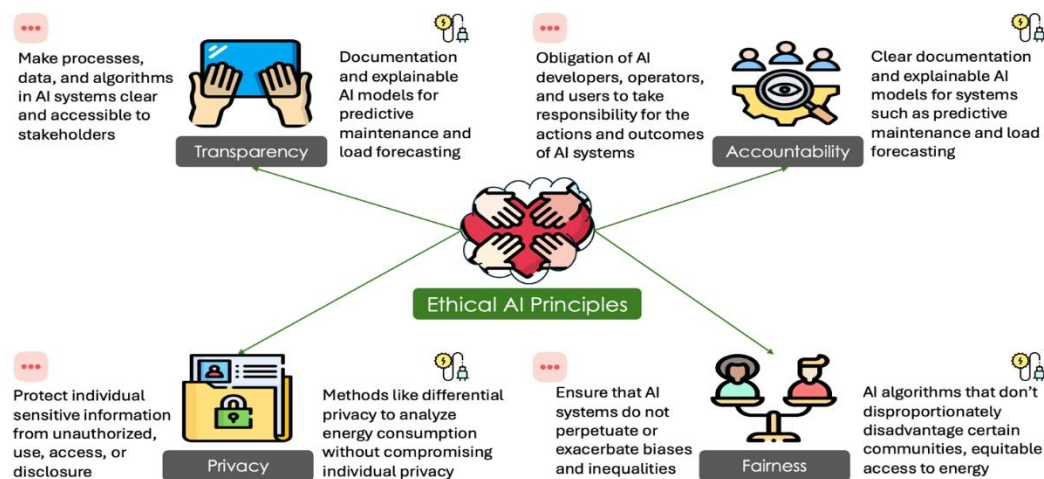 Make processes,
data, and algorithms
in AI systems clear
and accessible to
stakeholders
Transparency
Documentation
and explainable
AI models for
predictive
maintenance and
load forecasting
Obligation of AI
developers, operators,
and users to take
responsibility for the
actions and outcomes
of AI systems
Accountability
Clear documentation
and explainable AI
models for systems
such as predictive
maintenance and load
forecasting
Ethical AI Principles
Protect individual
sensitive information
from unauthorized,
use, access, or
disclosure
Privacy
Methods like differential
privacy to analyze
energy consumption
without compromising
individual privacy
Ensure that AI
systems do not
perpetuate or
exacerbate biases
and inequalities
Fairness
AI algorithms that don't
disproportionately
disadvantage certain
communities, equitable
access to energy